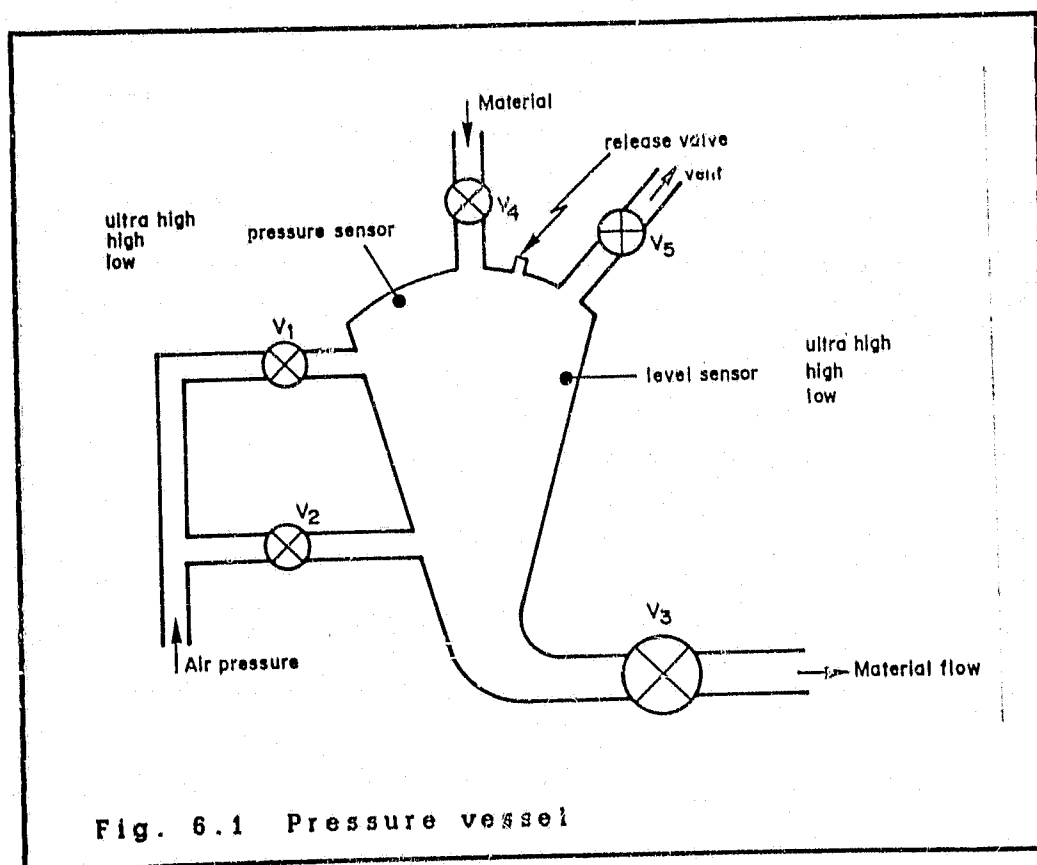 Material
release valve
vent
V4
ultra high
high
low
pressure sensor
V5
V1
ultra high
high
low
level sensor
V2
V3
Air pressure
Material flow
Fig. 6.1 Pressure vessel